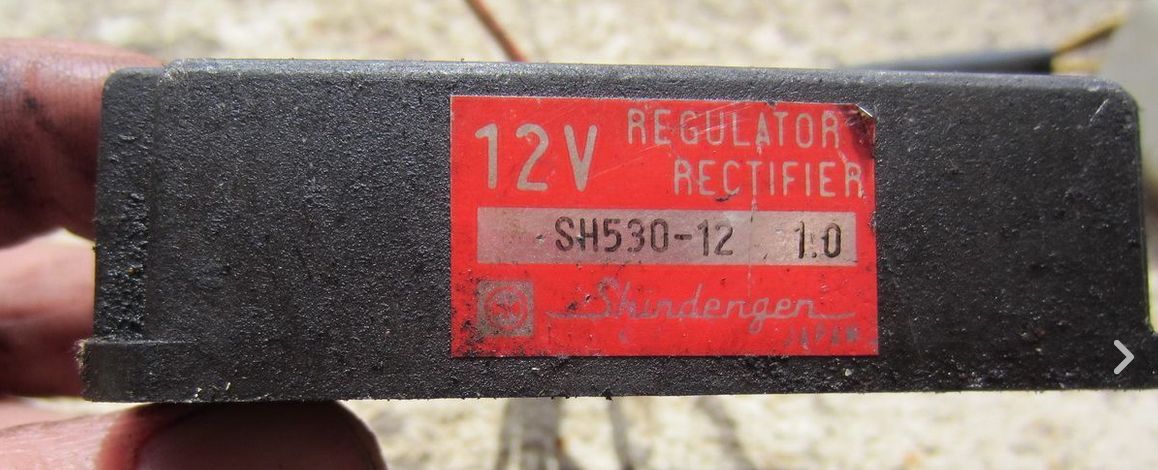 12V REGULATOR
RECTIFIER
SH530-12 1.0
Shindengen
JAPAN